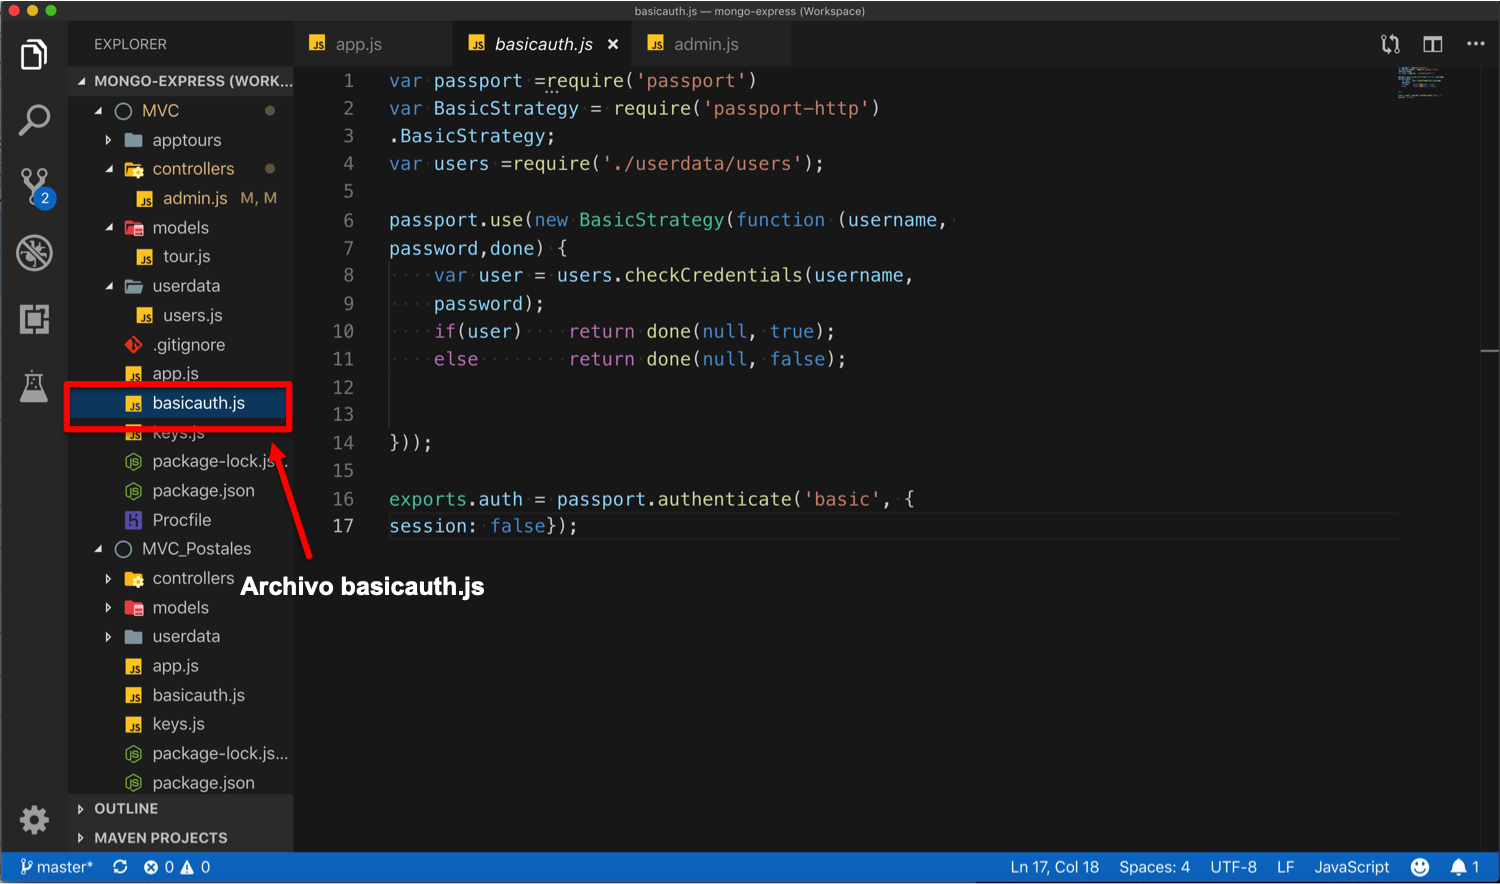 basicauth.js — mongo-express (Workspace)
EXPLORER
MONGO-EXPRESS (WORK...
MVC
apptours
controllers
admin.js M, M
models
tour.js
userdata
users.js
.gitignore
app.js
basicauth.js
keys.js
package-lock.js...
package.json
Procfile
MVC_Postales
controllers
models
userdata
app.js
basicauth.js
keys.js
package-lock.js...
package.json
OUTLINE
MAVEN PROJECTS
2
app.js
basicauth.js ×
admin.js
1 var passport =require('passport')
2 var BasicStrategy = require('passport-http')
3 .BasicStrategy;
4 var users =require('./userdata/users');
5
6 passport.use(new BasicStrategy(function (username,
7 password,done) {
8 var user = users.checkCredentials(username,
9 password);
10 if(user) return done(null, true);
11 else return done(null, false);
12
13
14 }));
15
16 exports.auth = passport.authenticate('basic', {
17 session: false});
Archivo basicauth.js
master* 0 0
Ln 17, Col 18 Spaces: 4 UTF-8 LF JavaScript 1